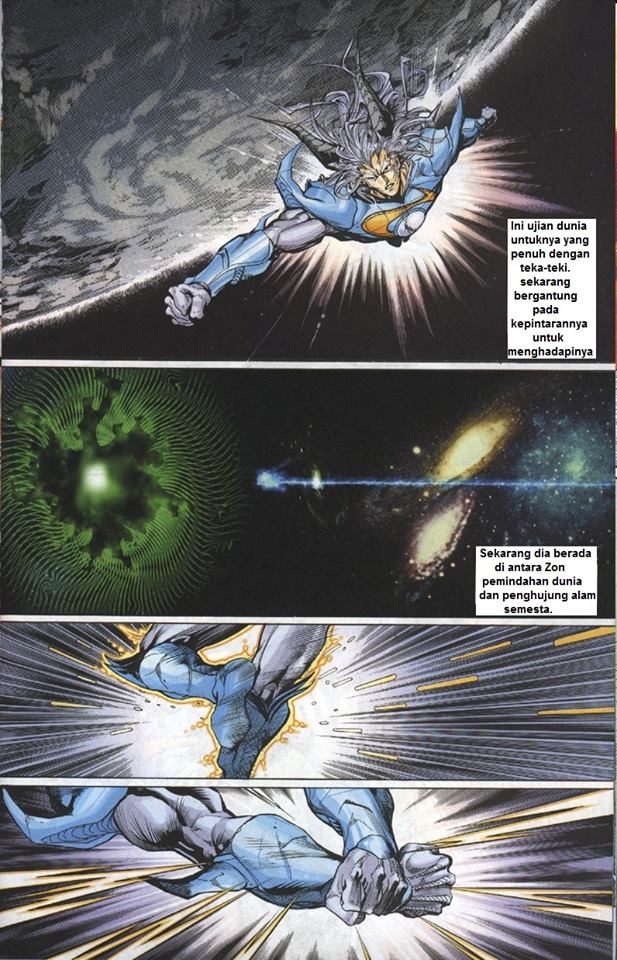 Ini ujian dunia
untuknya yang
penuh dengan
teka-teki.
sekarang
bergantung
pada
kepintarannya
untuk
menghadapinya
Sekarang dia berada
di antara Zon
pemindahan dunia
dan penghujung alam
semesta.